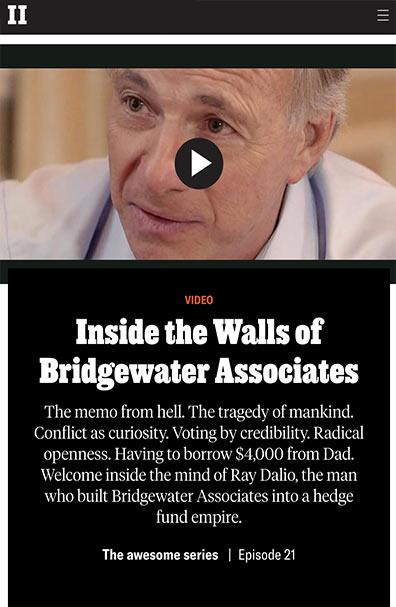 II
VIDEO
Inside the Walls of
Bridgewater Associates
The memo from hell. The tragedy of mankind.
Conflict as curiosity. Voting by credibility. Radical
openness. Having to borrow $4,000 from Dad.
Welcome inside the mind of Ray Dalio, the man
who built Bridgewater Associates into a hedge
fund empire.
The awesome series | Episode 21